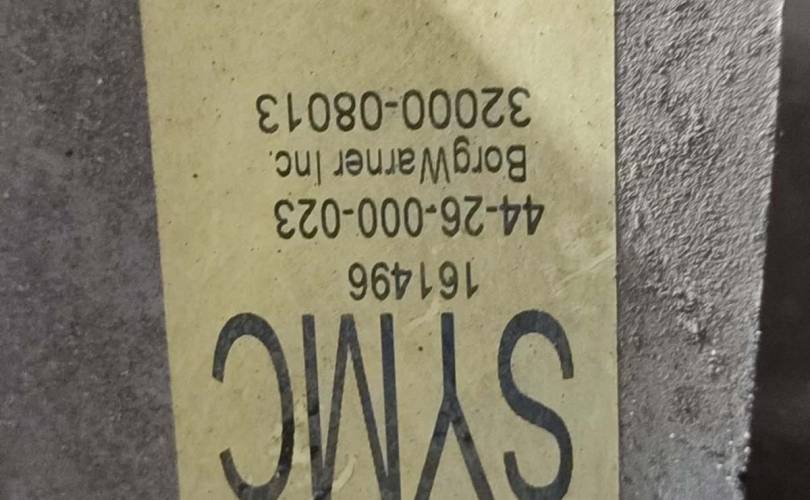 SYMC
161496
44-26-000-023
BorgWarner Inc.
32000-08013